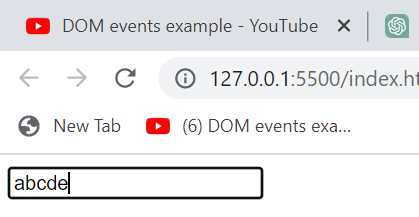 DOM events example - YouTube
127.0.0.1:5500/index.ht
New Tab (6) DOM events exa...
abcde